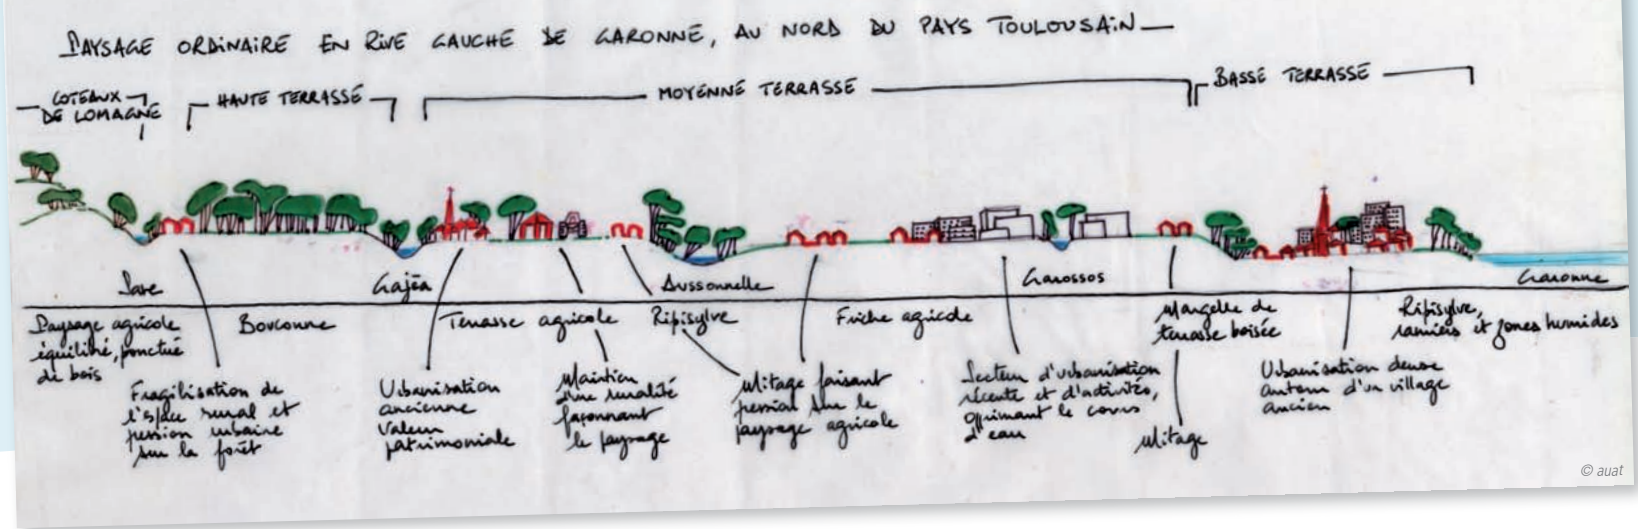 PAYSAGE ORDINAIRE EN RIVE GAUCHE DE GARONNE, AU NORD DU PAYS TOULOUSAIN
COTEAUX
DE LOMAGNE
HAUTE TERRASSE
MOYENNE TERRASSE
BASSE TERRASSE
Save
Gajéa
Aussonnelle
Garossos
Garonne
Paysage agricole
équilibré, ponctué
de bois
Bouconne
Terrasse agricole
Ripisylve
Friche agricole
Margelle de
terrasse boisée
Ripisylve,
ramiers et zones humides
Fragilisation de
l'espace rural et
pression urbaine
sur la forêt
Urbanisation
ancienne
Valeur
patrimoniale
Maintien
d'une ruralité
façonnant
le paysage
Mitage faisant
pression sur le
paysage agricole
Secteur d'urbanisation
récente et d'activités,
opprimant le cours
d'eau
Mitage
Urbanisation dense
autour d'un village
ancien
© auat